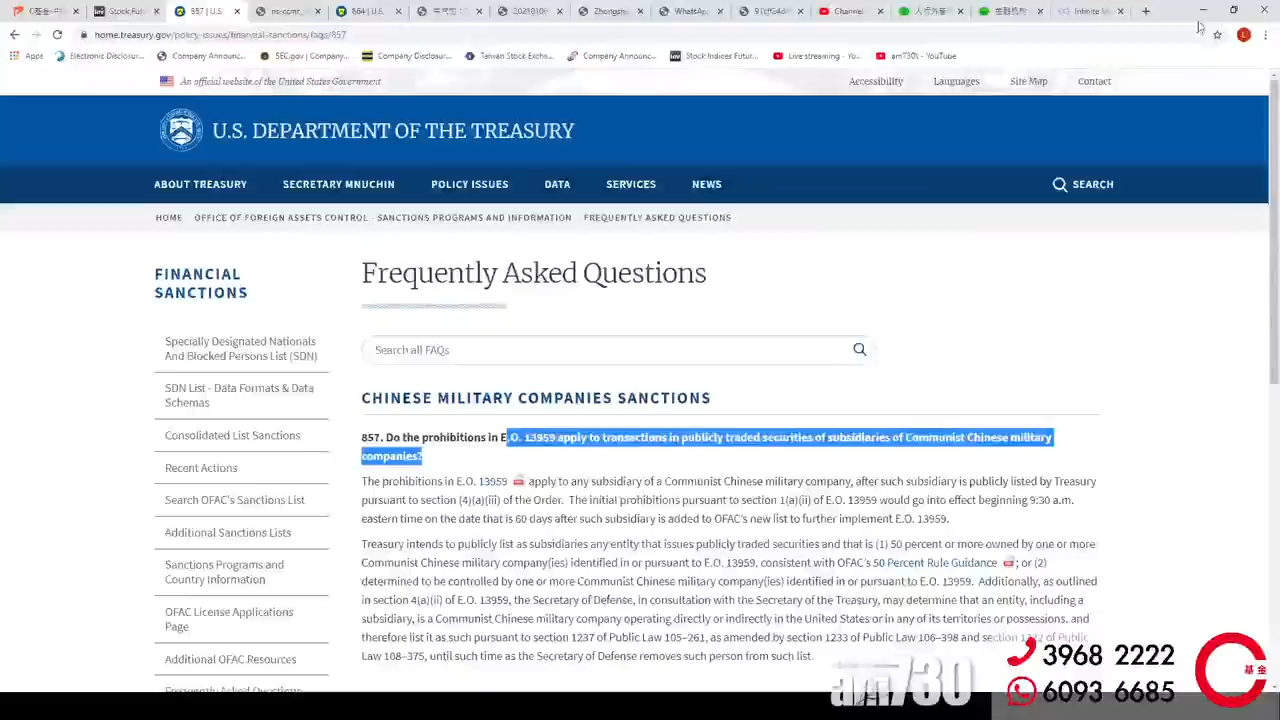 Stock Fut
857 | U.S.
864 | U.S.
Zhongsh
WhatsAp
Channel
Infinite
home.treasury.gov/policy-issues/financial-sanctions/faqs/857
L
Apps
Electronic Disclosur...
Company Announc...
SEC.gov | Company...
Company Disclosur...
Taiwan Stock Exch...
Company Announc...
Stock Indices Futur...
Live streaming - Yo...
am730s - YouTube
An official website of the United States Government
Accessibility
Languages
Site Map
Contact
U.S. DEPARTMENT OF THE TREASURY
ABOUT TREASURY
SECRETARY MNUCHIN
POLICY ISSUES
DATA
SERVICES
NEWS
SEARCH
HOME
OFFICE OF FOREIGN ASSETS CONTROL - SANCTIONS PROGRAMS AND INFORMATION
FREQUENTLY ASKED QUESTIONS
FINANCIAL
SANCTIONS
Specially Designated Nationals
And Blocked Persons List (SDN)
SDN List - Data Formats & Data
Schemas
Consolidated List Sanctions
Recent Actions
Search OFAC's Sanctions List
Additional Sanctions Lists
Sanctions Programs and
Country Information
OFAC License Applications
Page
Additional OFAC Resources
Frequently Asked Questions
Frequently Asked Questions
Search all FAQs
CHINESE MILITARY COMPANIES SANCTIONS
857. Do the prohibitions in E.O. 13959 apply to transactions in publicly traded securities of subsidiaries of Communist Chinese military
companies?
The prohibitions in E.O. 13959 apply to any subsidiary of a Communist Chinese military company, after such subsidiary is publicly listed by Treasury
pursuant to section (4)(a)(iii) of the Order. The initial prohibitions pursuant to section 1(a)(i) of E.O. 13959 would go into effect beginning 9:30 a.m.
eastern time on the date that is 60 days after such subsidiary is added to OFAC's new list to further implement E.O. 13959.
Treasury intends to publicly list as subsidiaries any entity that issues publicly traded securities and that is (1) 50 percent or more owned by one or more
Communist Chinese military company(ies) identified in or pursuant to E.O. 13959, consistent with OFAC's 50 Percent Rule Guidance ; or (2)
determined to be controlled by one or more Communist Chinese military company(ies) identified in or pursuant to E.O. 13959. Additionally, as outlined
in section 4(a)(ii) of E.O. 13959, the Secretary of Defense, in consultation with the Secretary of the Treasury, may determine that an entity, including a
subsidiary, is a Communist Chinese military company operating directly or indirectly in the United States or in any of its territories or possessions, and
therefore list it as such pursuant to section 1237 of Public Law 105–261, as amended by section 1233 of Public Law 106–398 and section 1222 of Public
Law 108–375, until such time as the Secretary of Defense removes such person from such list.
am730
3968 2222
6093 6685
基金